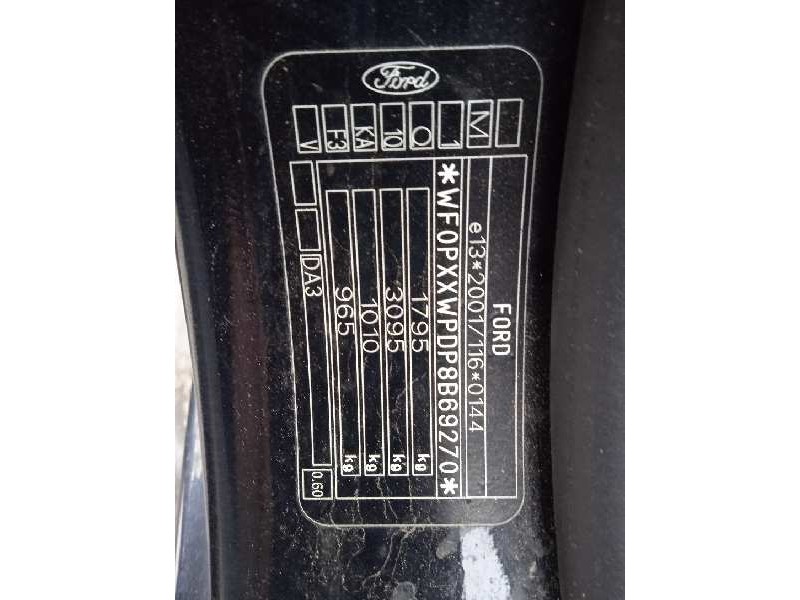 Ford
FORD
e13*2001/116*0144
*WF0PXXWPDP8B69270*
1795 kg
3095 kg
1010 kg
965 kg
DA3 0.60
M
1
Q
10
KA
F3
V